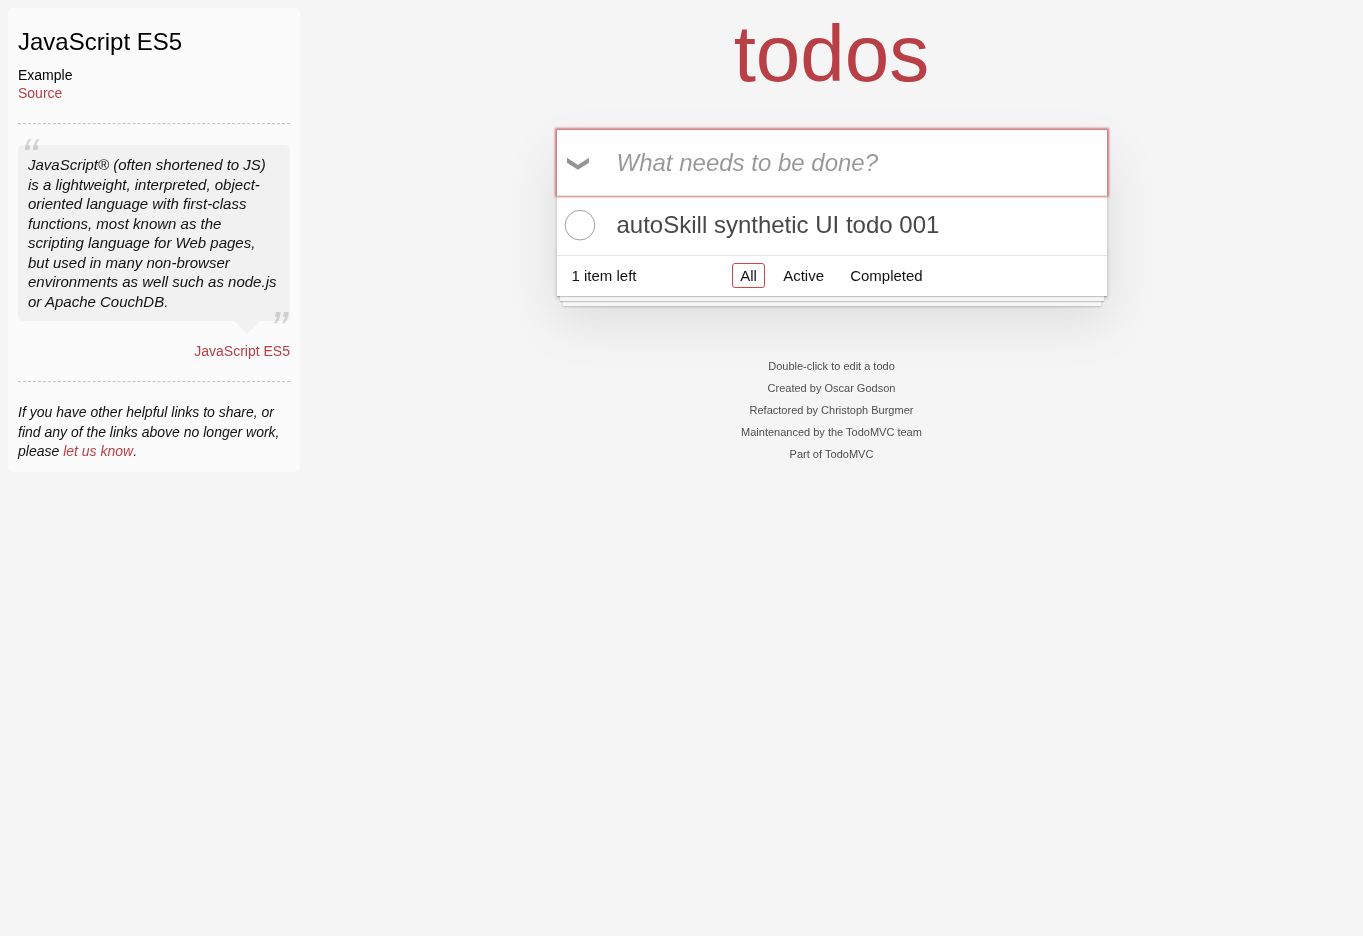 JavaScript ES5
Example
Source
“
JavaScript® (often shortened to JS)
is a lightweight, interpreted, object-
oriented language with first-class
functions, most known as the
scripting language for Web pages,
but used in many non-browser
environments as well such as node.js
or Apache CouchDB.
”
JavaScript ES5
If you have other helpful links to share, or
find any of the links above no longer work,
please let us know.
todos
What needs to be done?
autoSkill synthetic UI todo 001
1 item left All Active Completed
Double-click to edit a todo
Created by Oscar Godson
Refactored by Christoph Burgmer
Maintenanced by the TodoMVC team
Part of TodoMVC